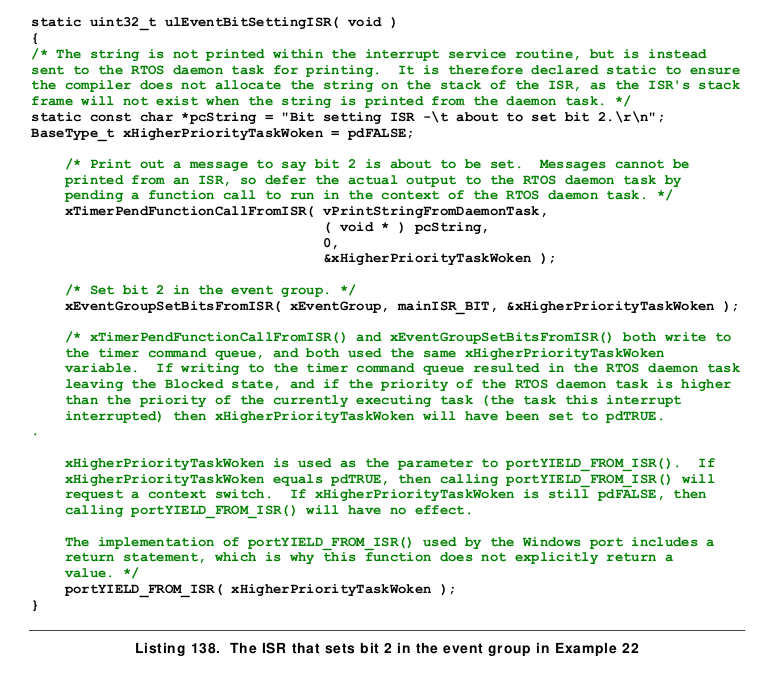 static uint32_t ulEventBitSettingISR( void )
{
/* The string is not printed within the interrupt service routine, but is instead
sent to the RTOS daemon task for printing.  It is therefore declared static to ensure
the compiler does not allocate the string on the stack of the ISR, as the ISR's stack
frame will not exist when the string is printed from the daemon task. */
static const char *pcString = "Bit setting ISR -\t about to set bit 2.\r\n";
BaseType_t xHigherPriorityTaskWoken = pdFALSE;
/* Print out a message to say bit 2 is about to be set.  Messages cannot be
printed from an ISR, so defer the actual output to the RTOS daemon task by
pending a function call to run in the context of the RTOS daemon task. */
xTimerPendFunctionCallFromISR( vPrintStringFromDaemonTask,
( void * ) pcString,
0,
&xHigherPriorityTaskWoken );
/* Set bit 2 in the event group. */
xEventGroupSetBitsFromISR( xEventGroup, mainISR_BIT, &xHigherPriorityTaskWoken );
/* xTimerPendFunctionCallFromISR() and xEventGroupSetBitsFromISR() both write to
the timer command queue, and both used the same xHigherPriorityTaskWoken
variable.  If writing to the timer command queue resulted in the RTOS daemon task
leaving the Blocked state, and if the priority of the RTOS daemon task is higher
than the priority of the currently executing task (the task this interrupt
interrupted) then xHigherPriorityTaskWoken will have been set to pdTRUE.
.
xHigherPriorityTaskWoken is used as the parameter to portYIELD_FROM_ISR().  If
xHigherPriorityTaskWoken equals pdTRUE, then calling portYIELD_FROM_ISR() will
request a context switch.  If xHigherPriorityTaskWoken is still pdFALSE, then
calling portYIELD_FROM_ISR() will have no effect.
The implementation of portYIELD_FROM_ISR() used by the Windows port includes a
return statement, which is why this function does not explicitly return a
value. */
portYIELD_FROM_ISR( xHigherPriorityTaskWoken );
}
Listing 138.  The ISR that sets bit 2 in the event group in Example 22